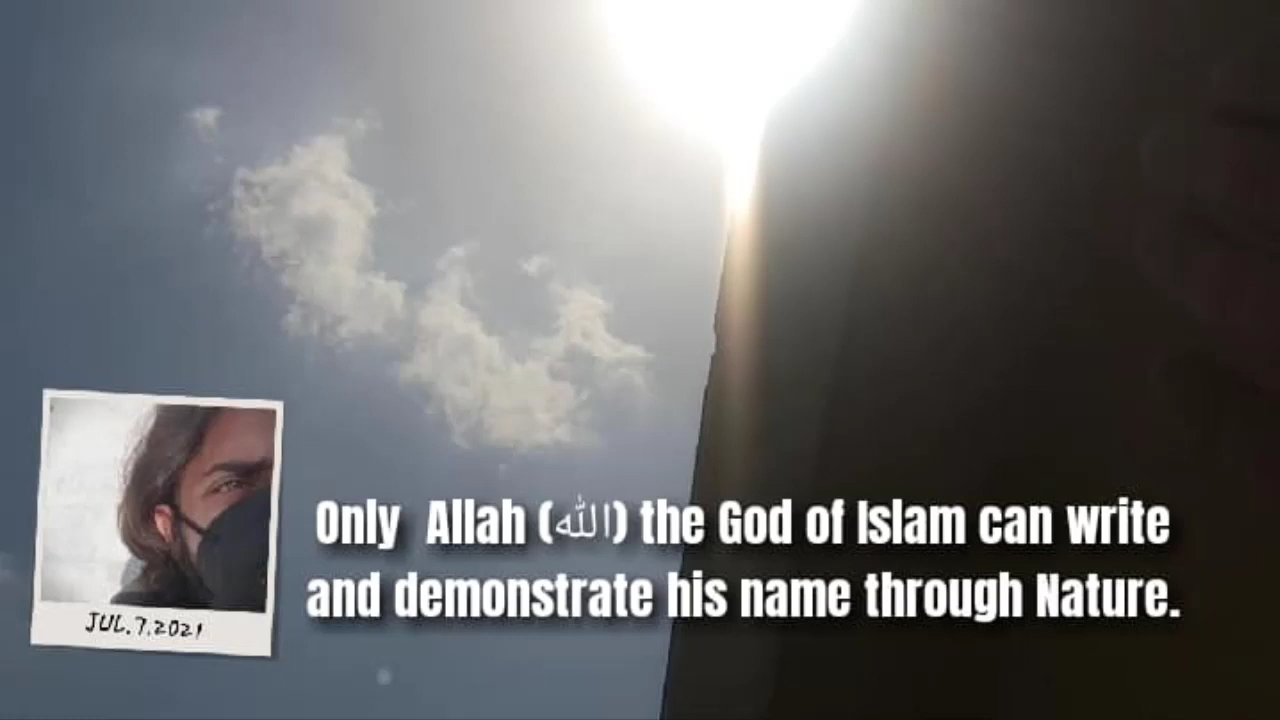 Only Allah (الله) the God of Islam can write
and demonstrate his name through Nature.
JUL.7.2021